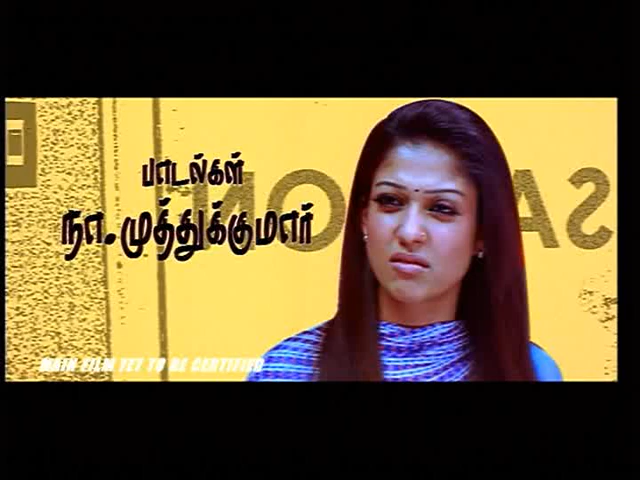 பாடல்கள்
நா.முத்துக்குமார்
MAIN FILM YET TO BE CERTIFIED